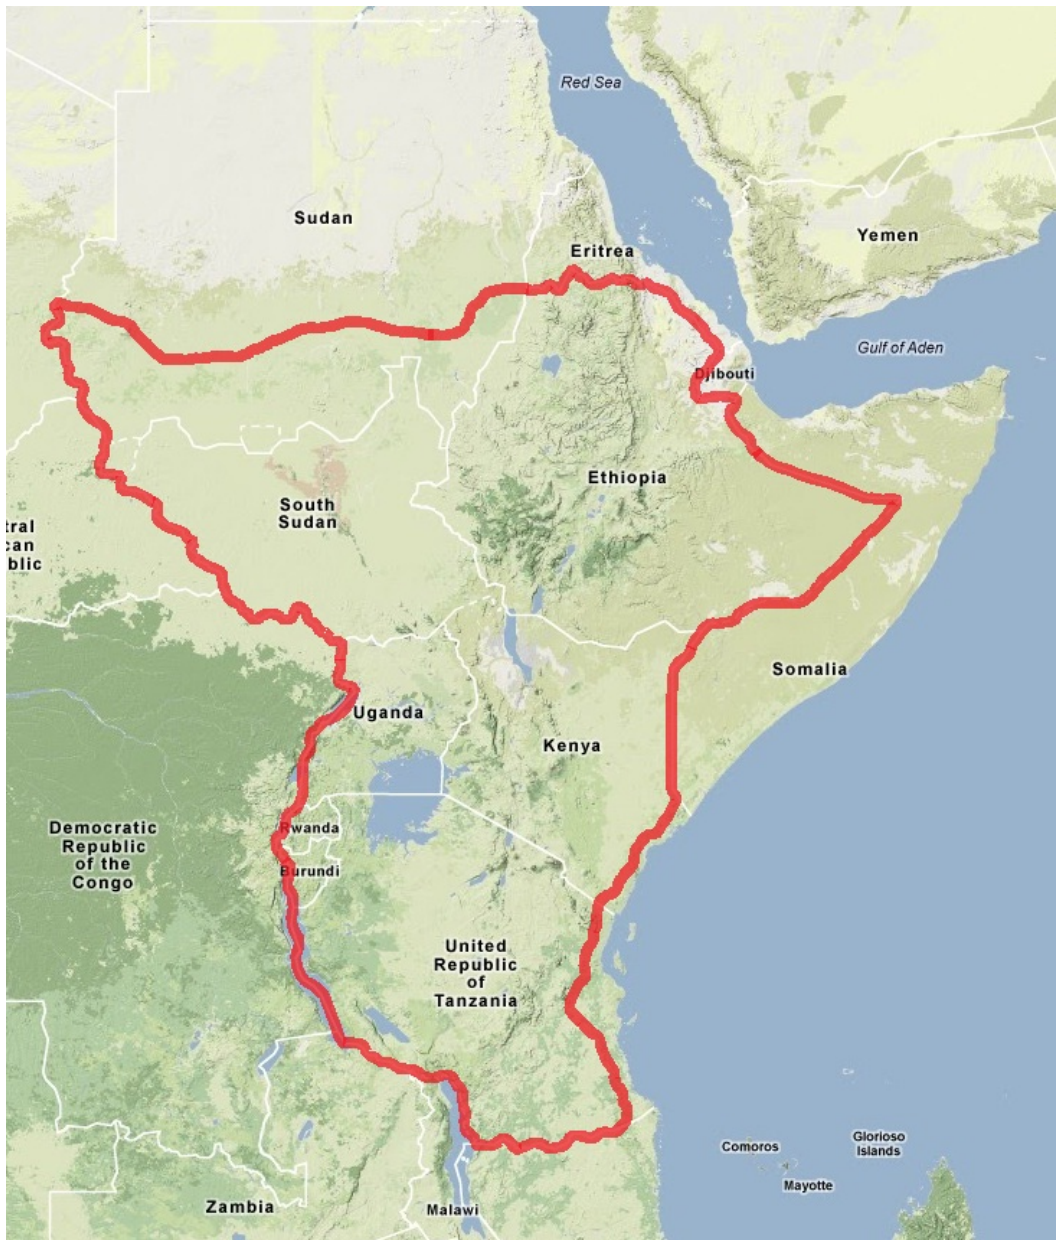 Red Sea
Sudan
Yemen
Eritrea
Gulf of Aden
Djibouti
Ethiopia
South
Sudan
tral
can
blic
Somalia
Uganda
Kenya
Rwanda
Democratic
Republic
of the
Congo
Burundi
United
Republic
of
Tanzania
Comoros
Glorioso
Islands
Mayotte
Zambia
Malawi